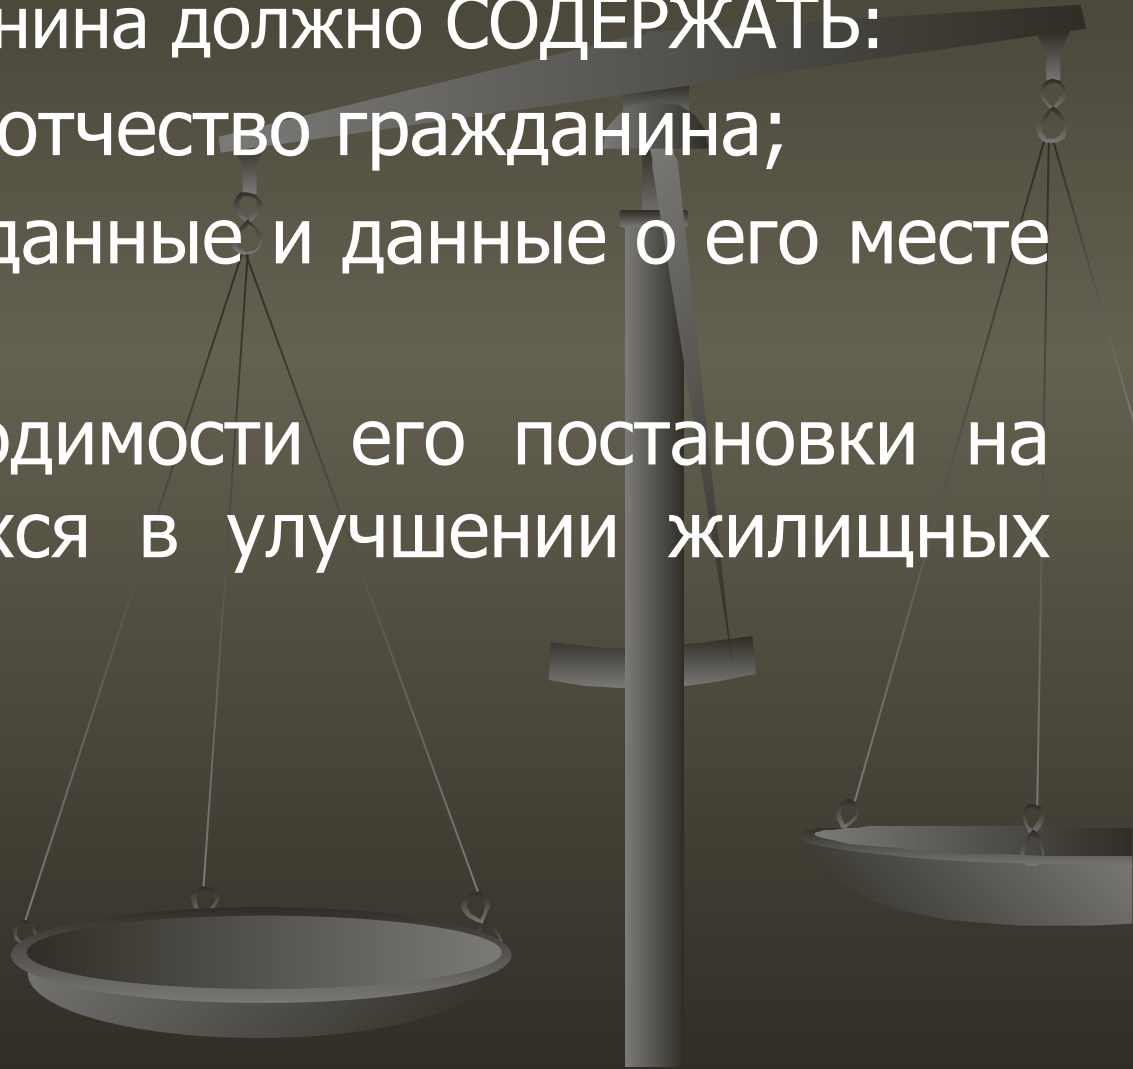 нина должно СОДЕРЖАТЬ:
отчество гражданина;
данные и данные о его месте
одимости его постановки на
хся в улучшении жилищных